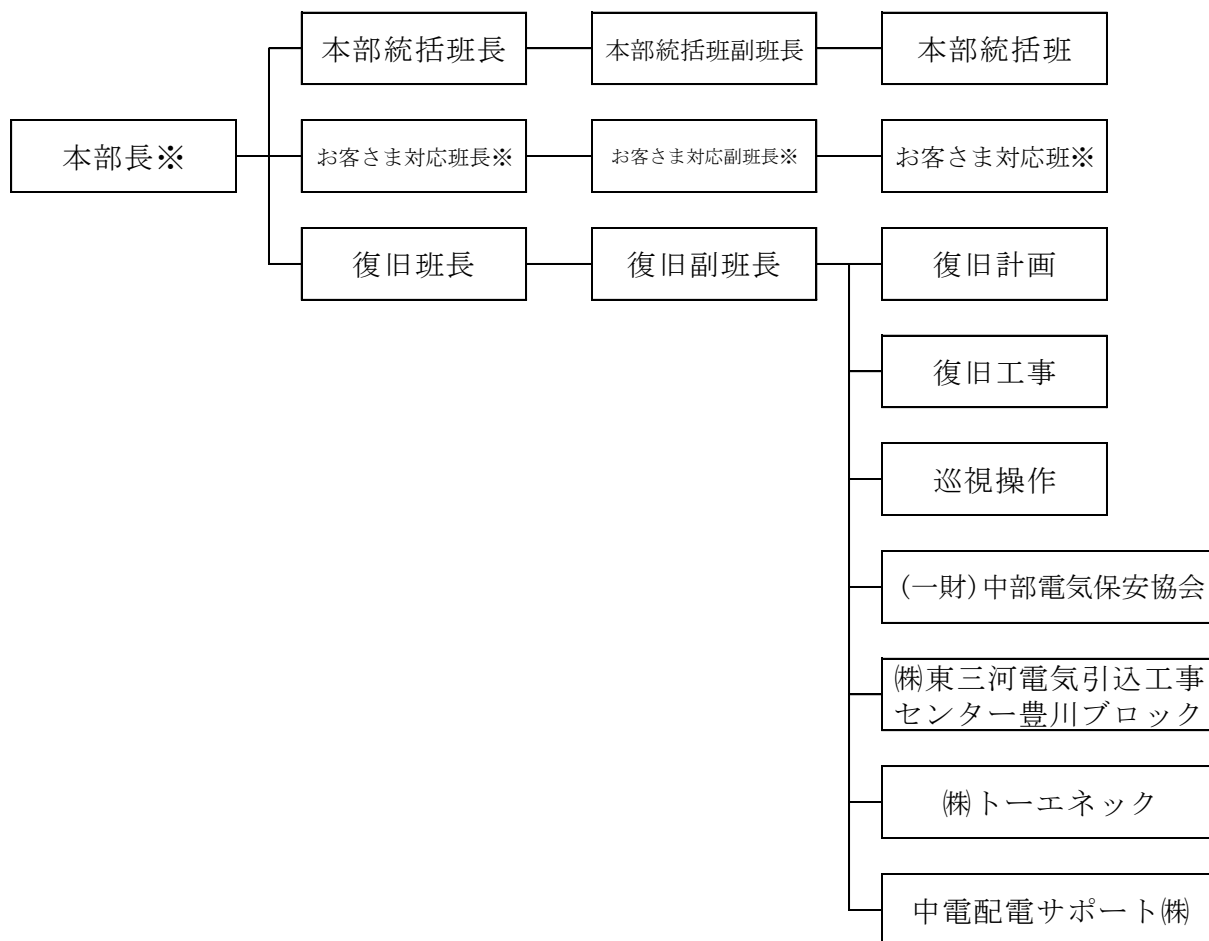 本部統括班長
本部統括班副班長
本部統括班
本部長※
お客さま対応班長※
お客さま対応副班長※
お客さま対応班※
復旧班長
復旧副班長
復旧計画
復旧工事
巡視操作
(一財)中部電気保安協会
㈱東三河電気引込工事
センター豊川ブロック
㈱トーエネック
中電配電サポート㈱